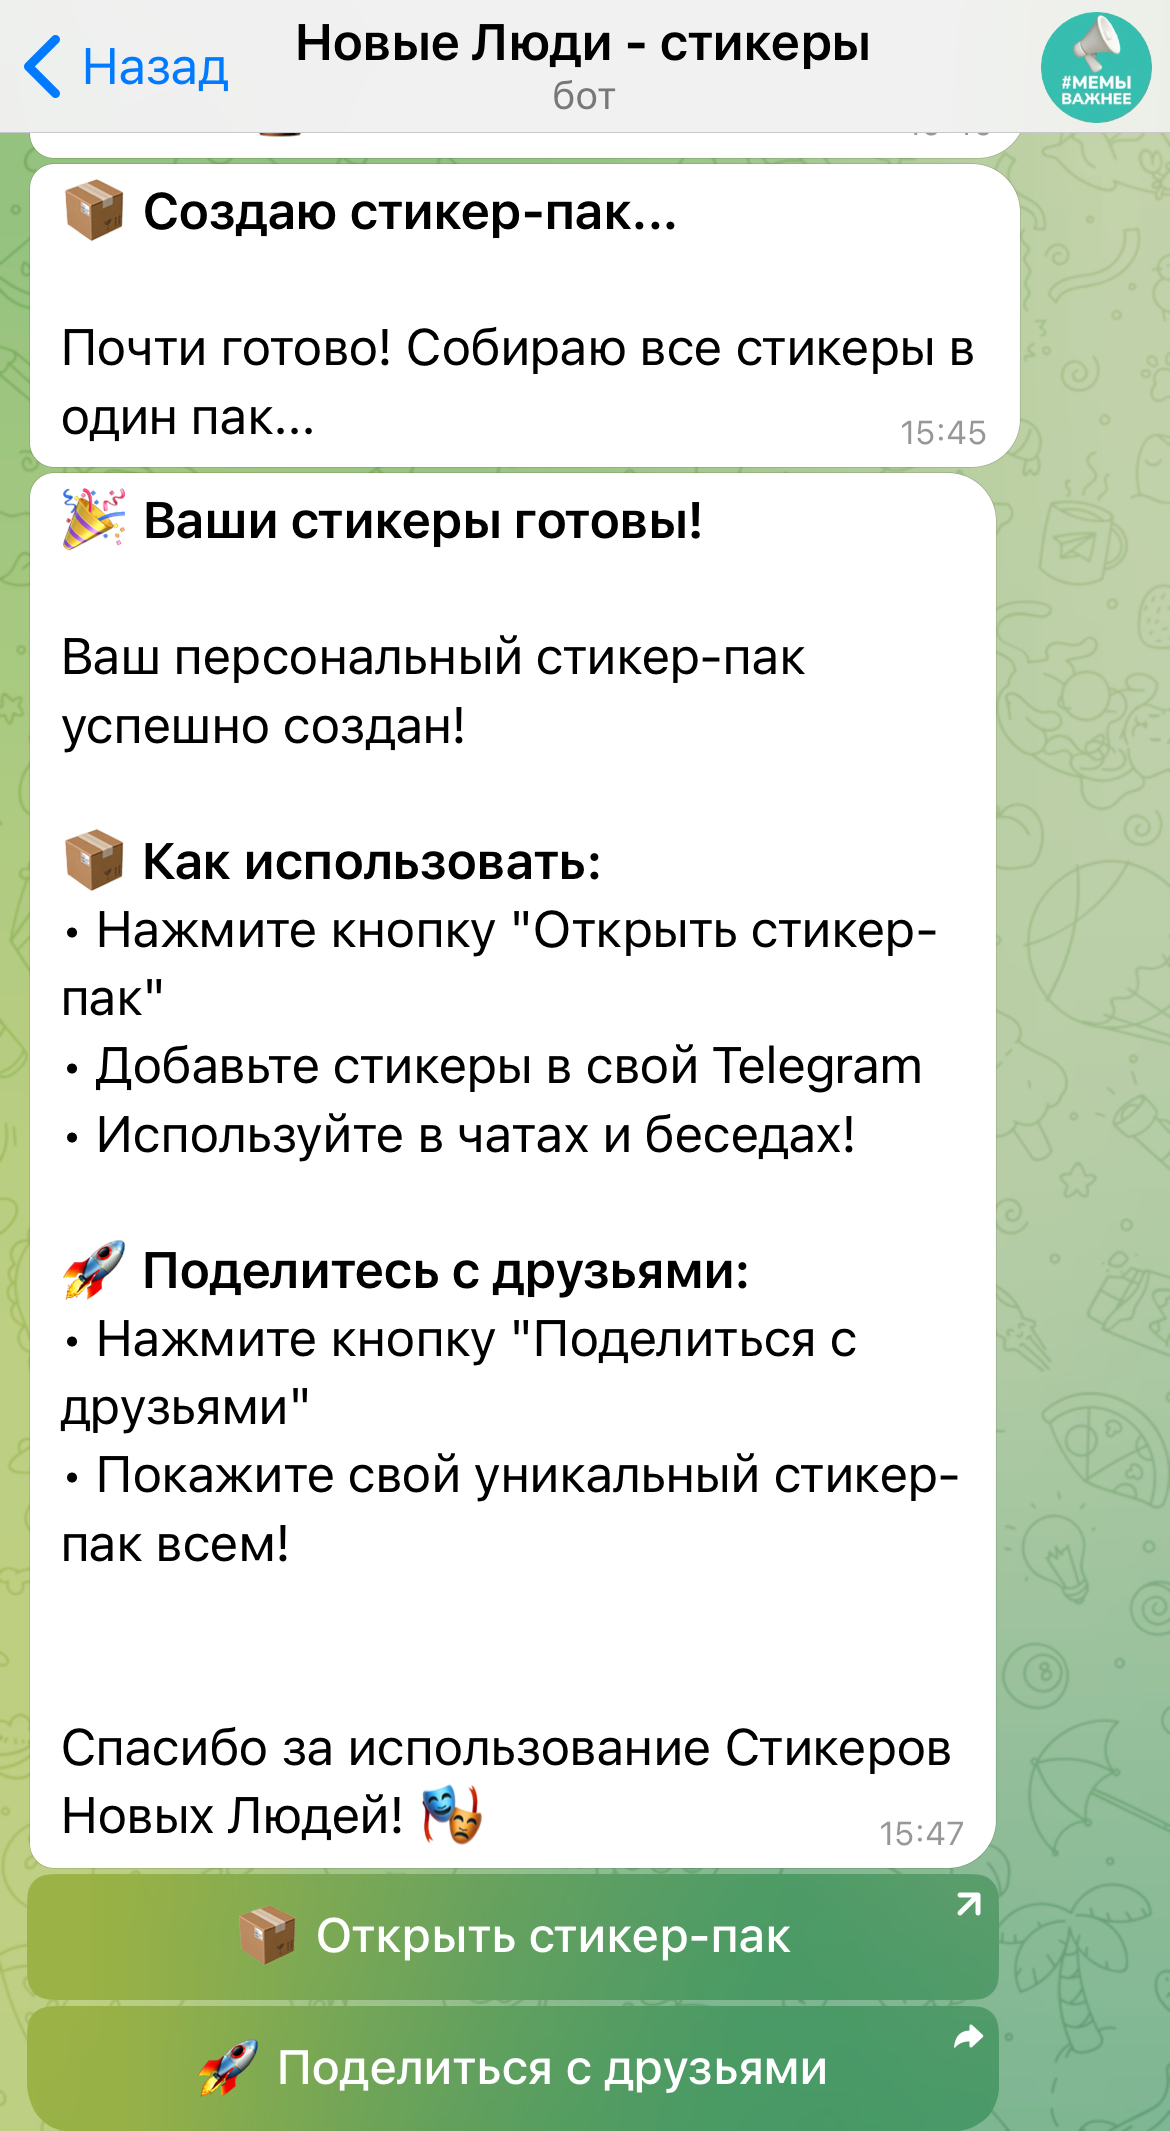 Назад
Новые Люди - стикеры
бот
#МЕМЫ
ВАЖНЕЕ
Создаю стикер-пак...
Почти готово! Собираю все стикеры в
один пак...
15:45
Ваши стикеры готовы!
Ваш персональный стикер-пак
успешно создан!
Как использовать:
• Нажмите кнопку "Открыть стикер-
пак"
• Добавьте стикеры в свой Telegram
• Используйте в чатах и беседах!
Поделитесь с друзьями:
• Нажмите кнопку "Поделиться с
друзьями"
• Покажите свой уникальный стикер-
пак всем!
Спасибо за использование Стикеров
Новых Людей!
15:47
Открыть стикер-пак
Поделиться с друзьями